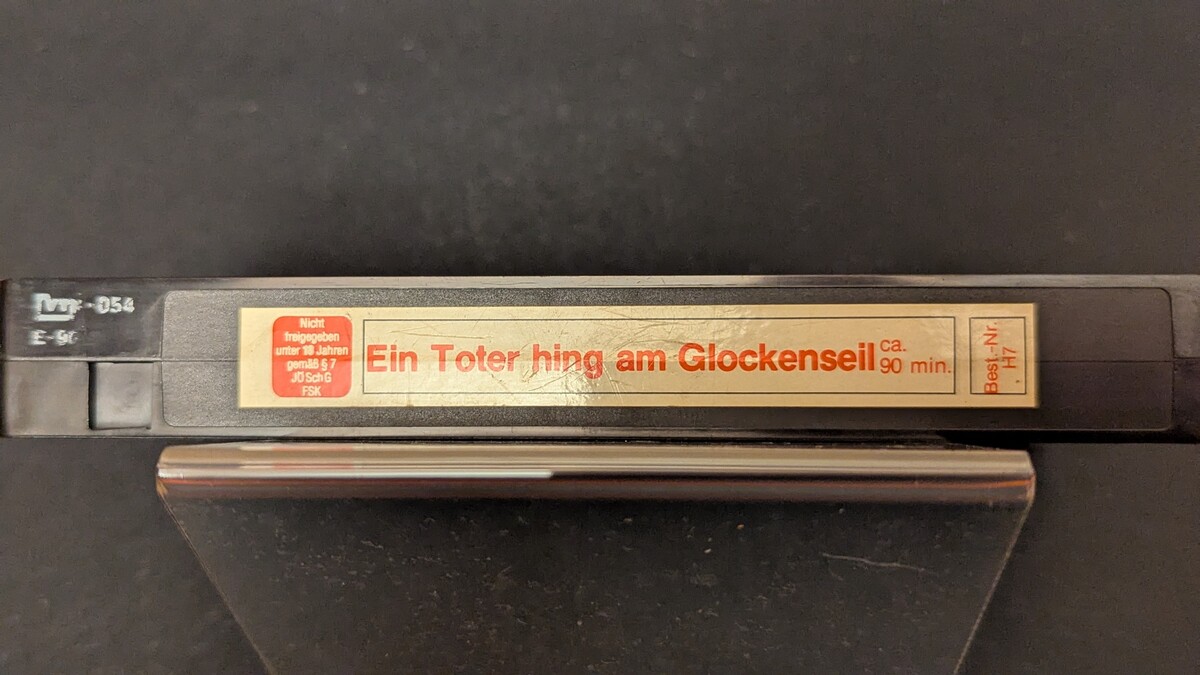 -054
E-90
Nicht
freigegeben
unter 18 Jahren
gemäß § 7
JÖSchG
FSK
Ein Toter hing am Glockenseil
ca.
90 min.
Best.-Nr.
H7